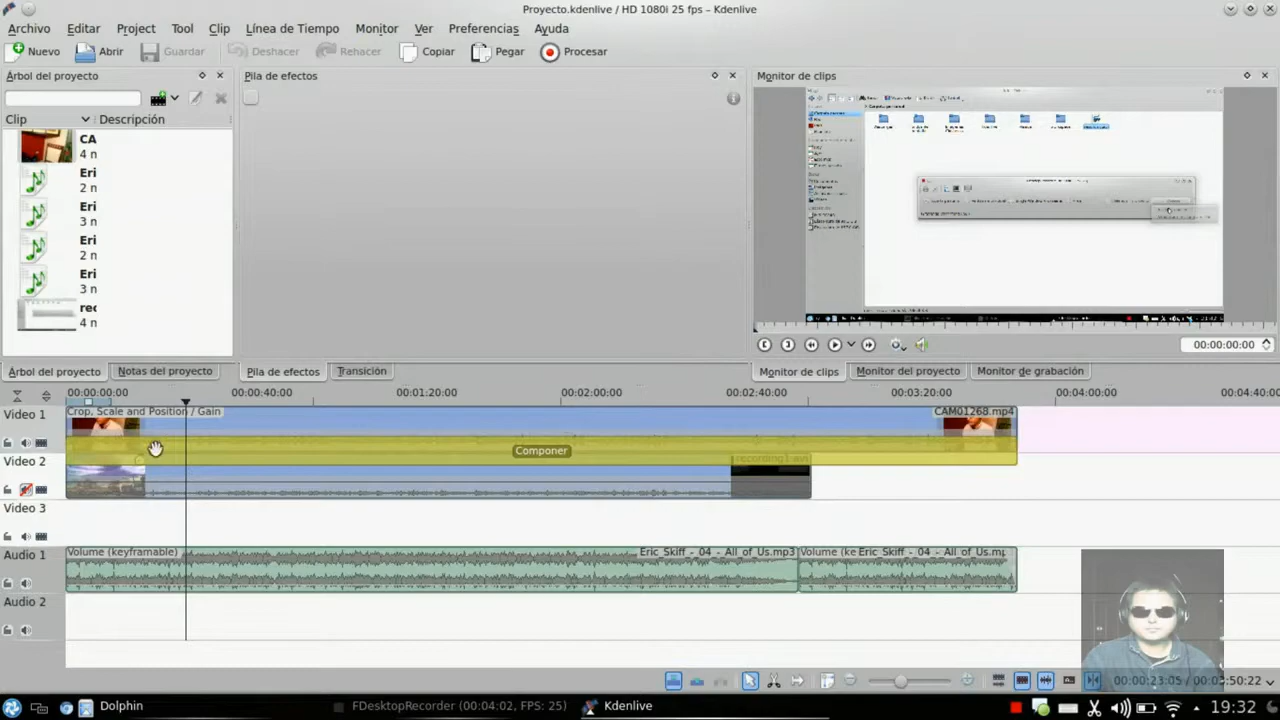 Proyecto.kdenlive / HD 1080i 25 fps – Kdenlive
Archivo Editar Project Tool Clip Línea de Tiempo Monitor Ver Preferencias Ayuda
Nuevo Abrir Guardar Deshacer Rehacer Copiar Pegar Procesar
Árbol del proyecto
Pila de efectos
Monitor de clips
Clip Descripción
CA
4 n
Eri
2 n
Eri
3 n
Eri
2 n
Eri
3 n
rec
4 n
00:00:00:00
Árbol del proyecto Notas del proyecto Pila de efectos Transición Monitor de clips Monitor del proyecto Monitor de grabación
00:00:00:00 00:00:40:00 00:01:20:00 00:02:00:00 00:02:40:00 00:03:20:00 00:04:00:00 00:04:40:00
Video 1
Crop, Scale and Position / Gain CAM01268.mp4
Componer
Video 2
recording1.avi
Video 3
Audio 1
Volume (keyframable) Eric_Skiff - 04 - All_of_Us.mp3 Volume (ke Eric_Skiff - 04 - All_of_Us.m
Audio 2
00:00:23:05 / 00:03:50:22
Dolphin FDesktopRecorder (00:04:02, FPS: 25) Kdenlive 19:32